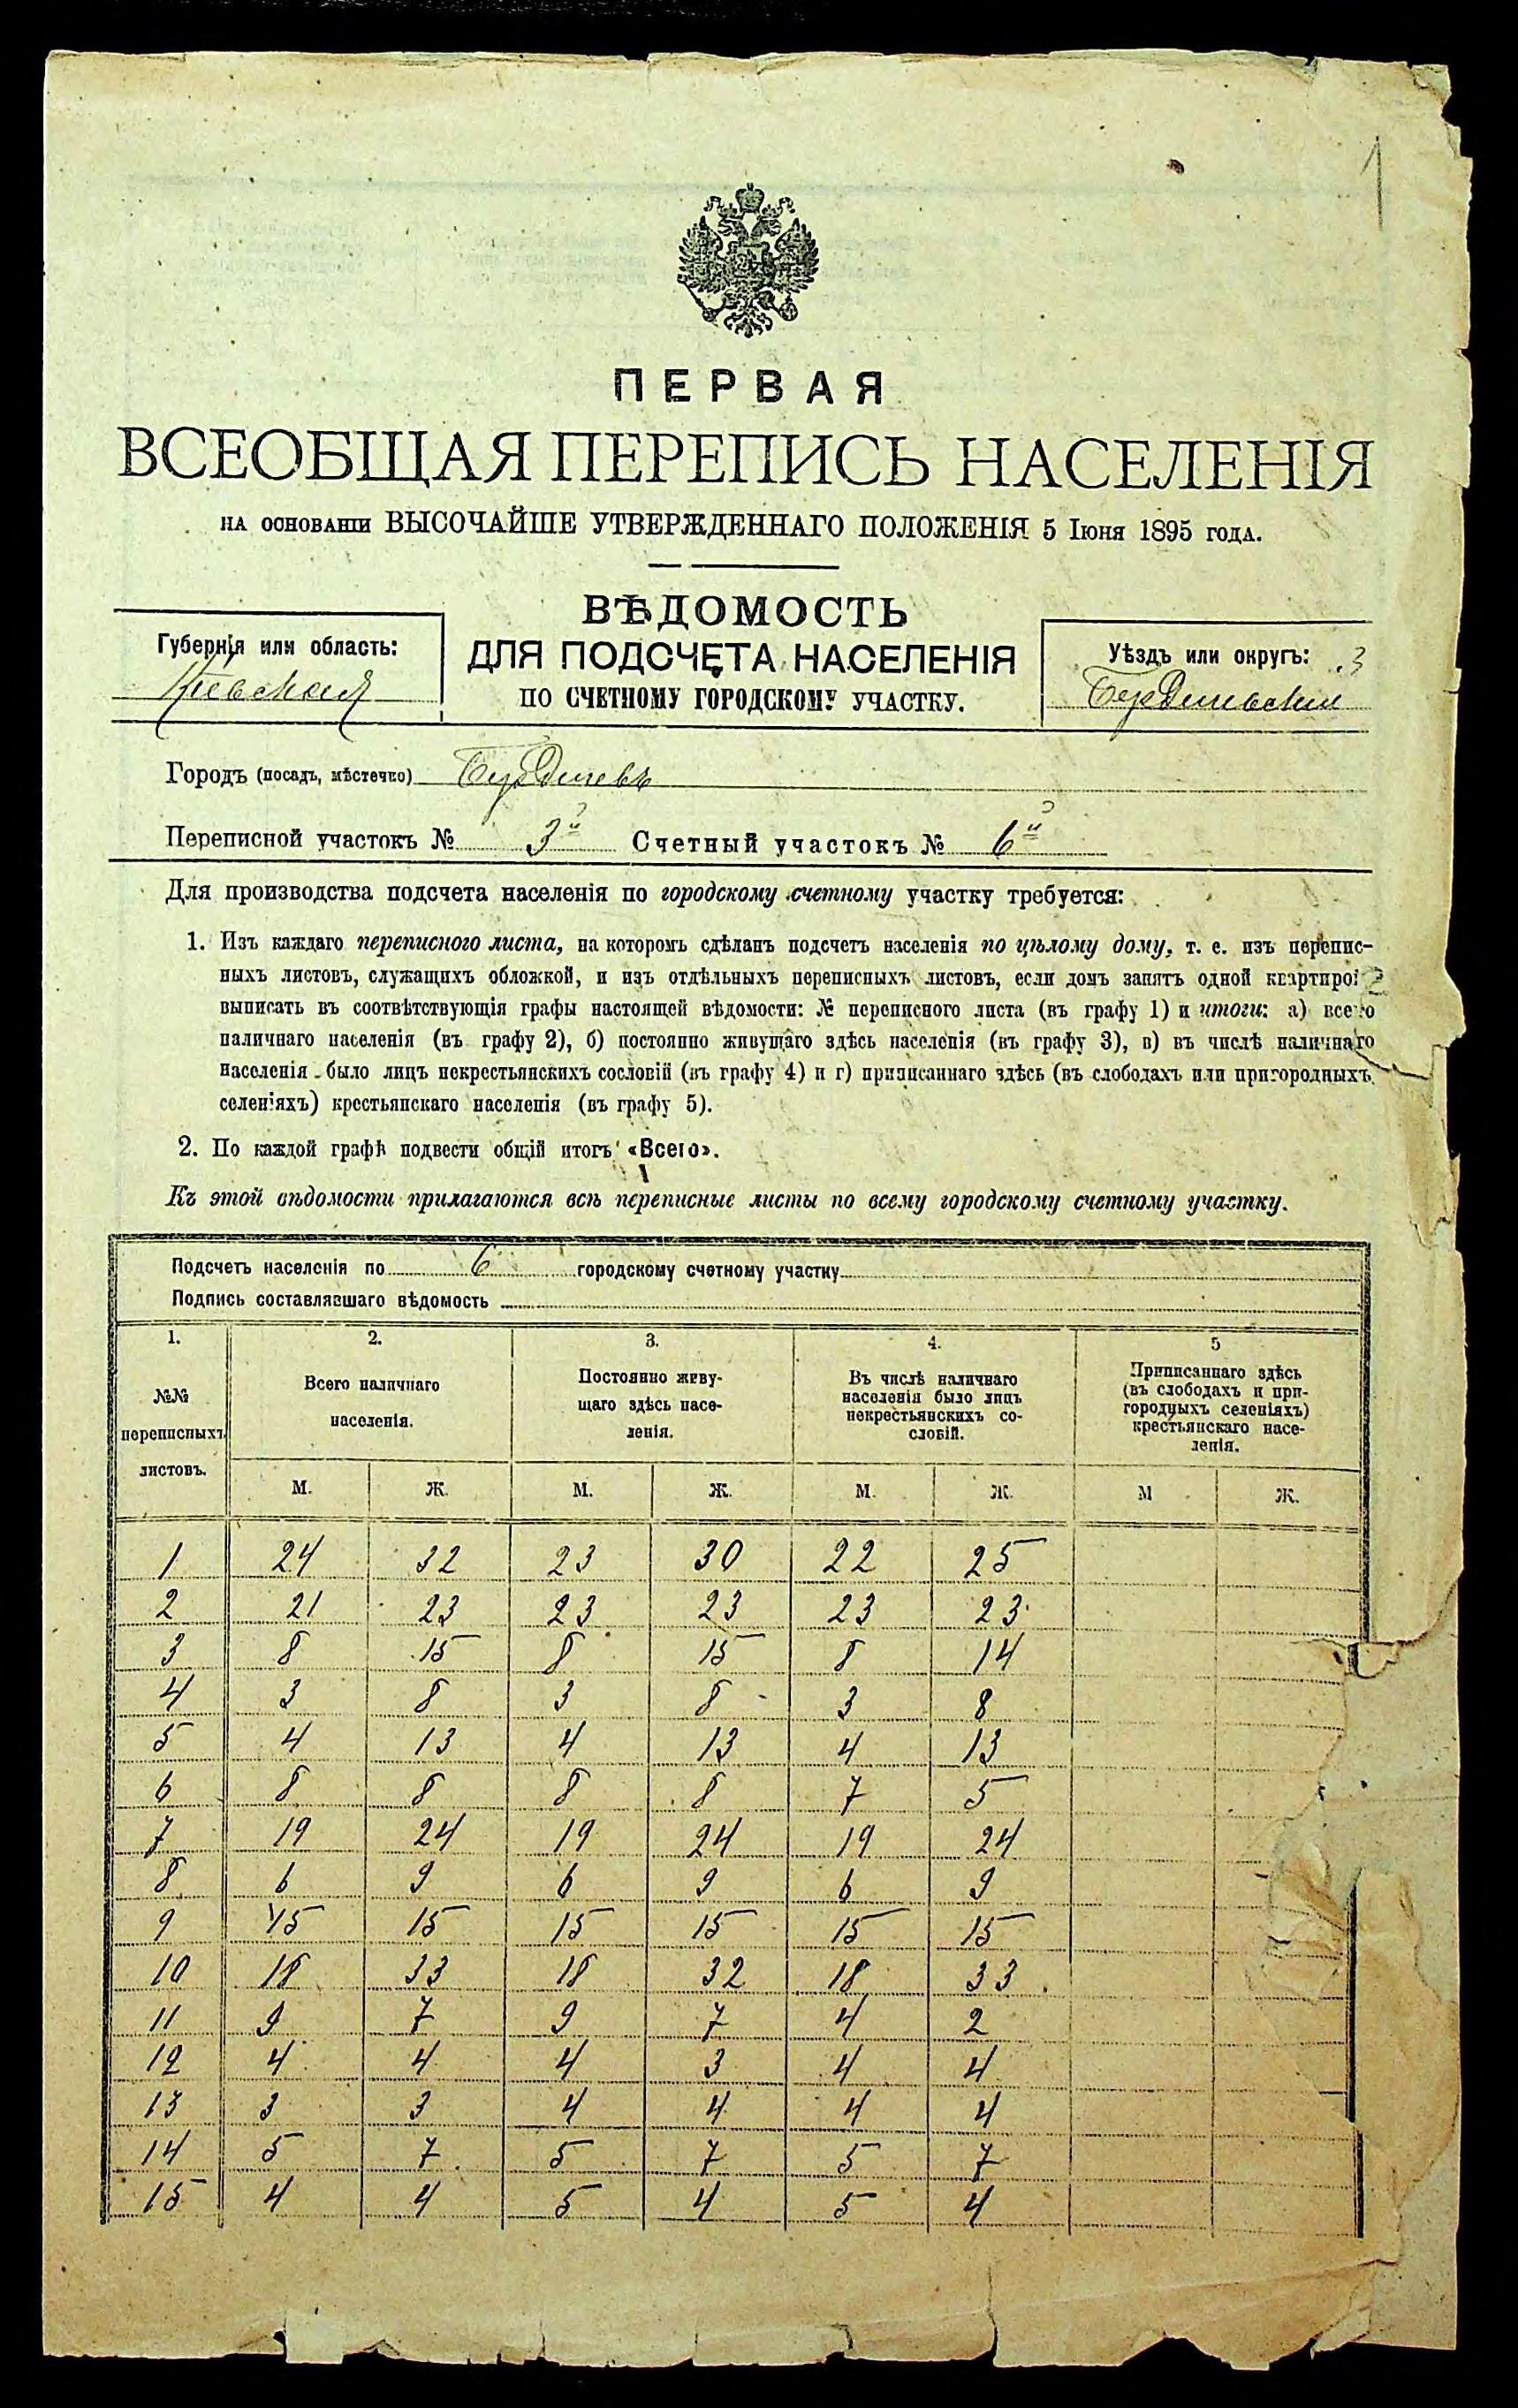 1
ПЕРВАЯ
ВСЕОБЩАЯ ПЕРЕПИСЬ НАСЕЛЕНІЯ
НА ОСНОВАНІИ ВЫСОЧАЙШЕ УТВЕРЖДЕННАГО ПОЛОЖЕНІЯ 5 Іюня 1895 ГОДА.
ВѢДОМОСТЬ
ДЛЯ ПОДСЧЕТА НАСЕЛЕНІЯ
ПО СЧЕТНОМУ ГОРОДСКОМУ УЧАСТКУ.
Губернія или область:
Кіевская
Уѣздъ или округъ: 3
Бердичевскій
Городъ (посадъ, мѣстечко) Бердичевъ
Переписной участокъ № 3й Счетный участокъ № 6й
Для производства подсчета населенія по городскому счетному участку требуется:
1. Изъ каждаго переписного листа, на которомъ сдѣланъ подсчетъ населенія по цѣлому дому, т. е. изъ перепис-
ныхъ листовъ, служащихъ обложкой, и изъ отдѣльныхъ переписныхъ листовъ, если домъ занятъ одной квартирой
выписать въ соотвѣтствующія графы настоящей вѣдомости: № переписного листа (въ графу 1) и итоги: а) всего
наличнаго населенія (въ графу 2), б) постоянно живущаго здѣсь населенія (въ графу 3), в) въ числѣ наличнаго
населенія было лицъ некрестьянскихъ сословій (въ графу 4) и г) приписаннаго здѣсь (въ слободахъ или пригородныхъ
селеніяхъ) крестьянскаго населенія (въ графу 5).
2. По каждой графѣ подвести общій итогъ «Всего».
Къ этой вѣдомости прилагаются всѣ переписные листы по всему городскому счетному участку.
Подсчетъ населенія по 6 городскому счетному участку
Подпись составлявшаго вѣдомость
1. 2. 3. 4. 5
№№
переписныхъ
листовъ.
Всего наличнаго
населенія.
Постоянно живу-
щаго здѣсь насе-
ленія.
Въ числѣ наличнаго
населенія было лицъ
некрестьянскихъ со-
словій.
Приписаннаго здѣсь
(въ слободахъ и при-
городныхъ селеніяхъ)
крестьянскаго насе-
ленія.
М. Ж. М. Ж. М. Ж. М Ж.
1 24 32 23 30 22 25
2 21 23 23 23 23 23
3 8 15 8 15 8 14
4 3 8 3 8 3 8
5 4 13 4 13 4 13
6 8 8 8 8 7 5
7 19 24 19 24 19 24
8 6 9 6 9 6 9
9 15 15 15 15 15 15
10 18 33 18 32 18 33
11 9 7 9 7 4 2
12 4 4 4 3 4 4
13 3 3 4 4 4 4
14 5 7 5 7 5 7
15 4 4 5 4 5 4